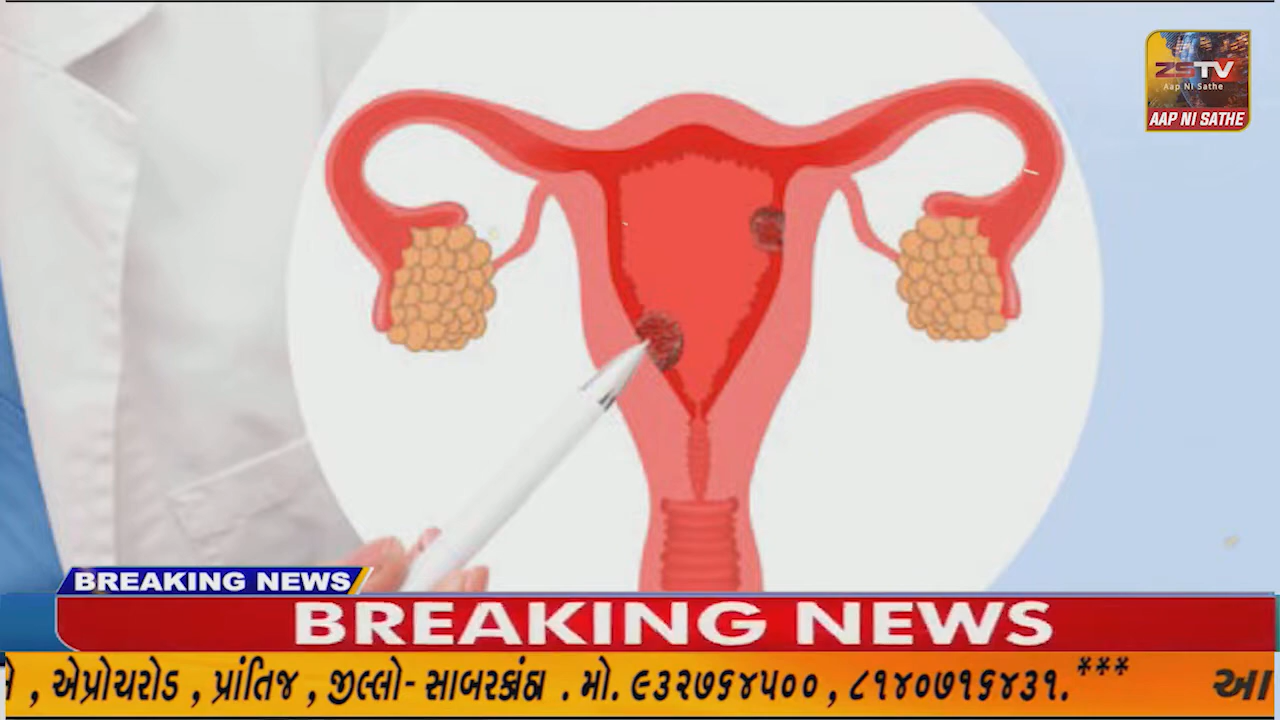 ZSTV
Aap Ni Sathe
AAP NI SATHE
BREAKING NEWS
BREAKING NEWS
, એપ્રોચરોડ , પ્રાંતિજ , જીલ્લો- સાબરકાંઠા . મો. ૯૩૨૭૬૪૫૦૦ , ૮૧૪૦૭૧૬૪૩૧.*** આ